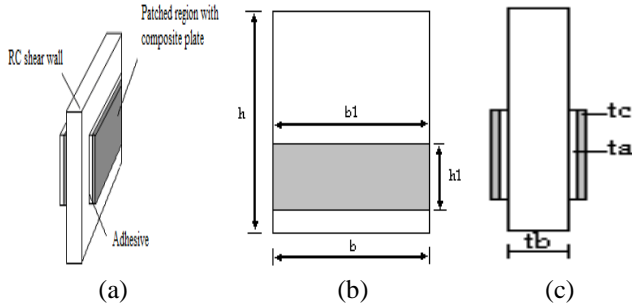 Patched region with
composite plate
RC shear wall
Adhesive
h
b1
h1
b
tc
ta
tb
(a)
(b)
(c)